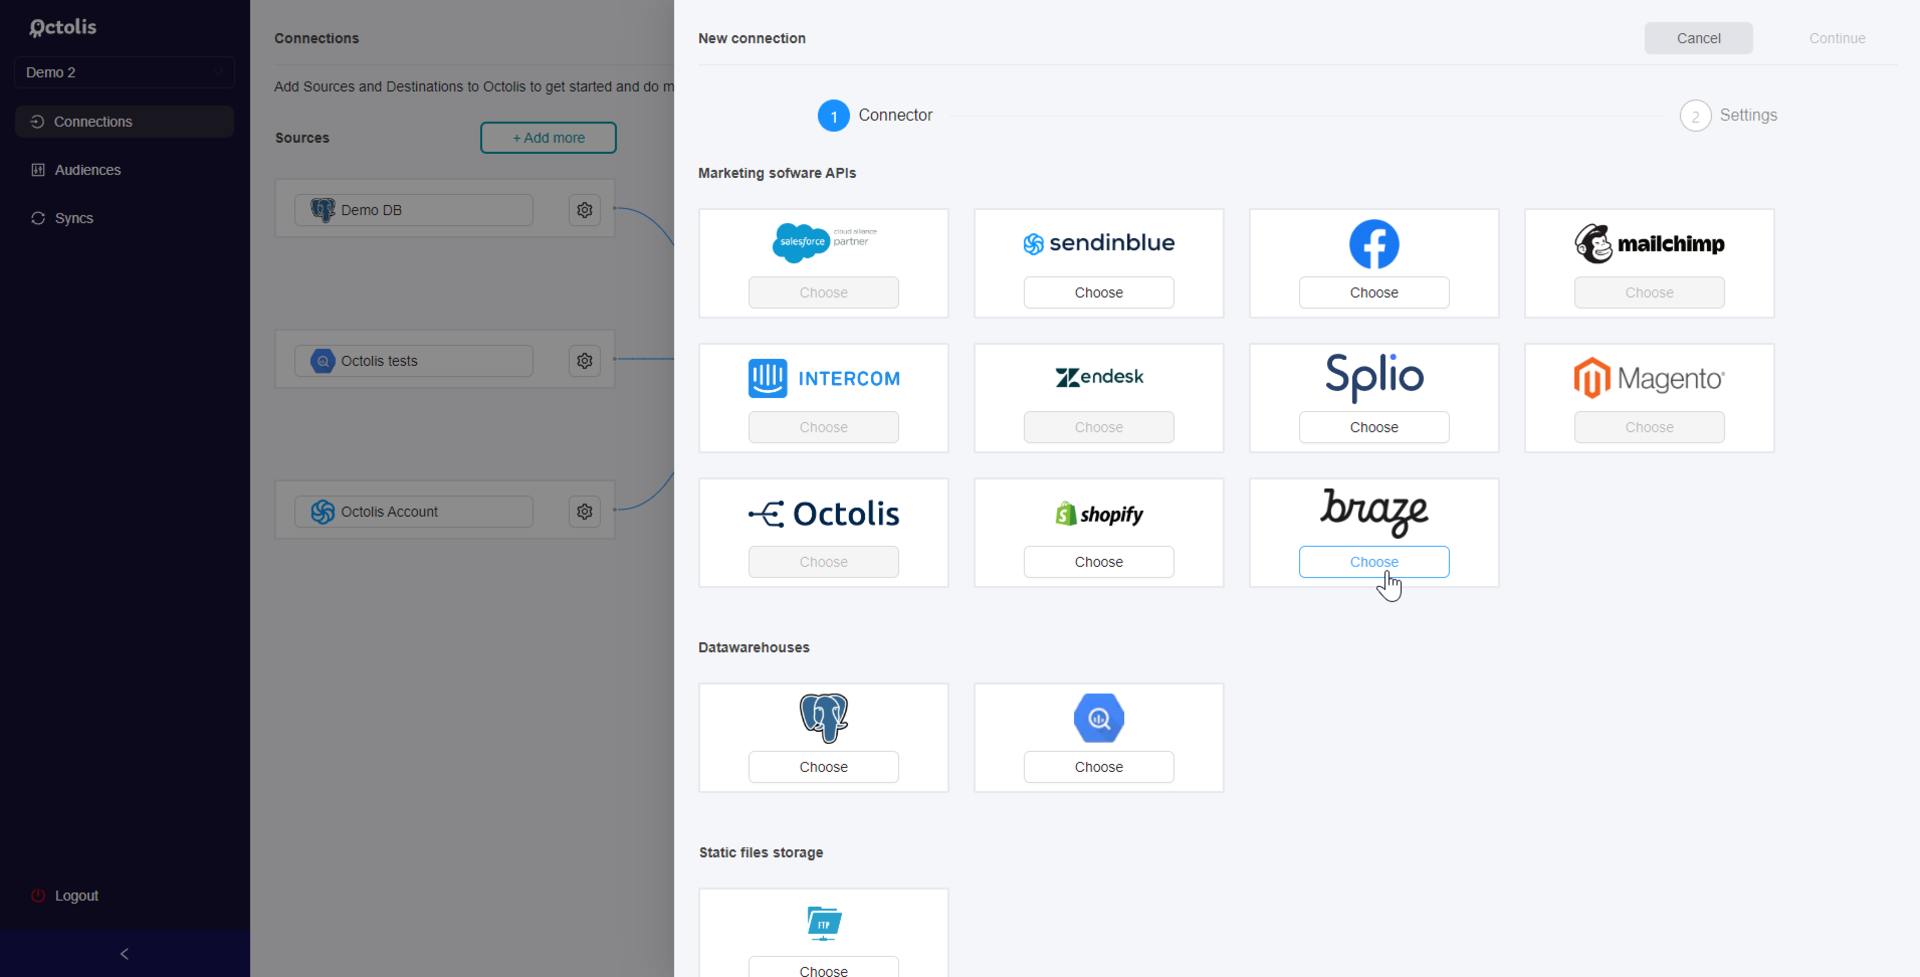 Octolis
Demo 2
Connections
Audiences
Syncs
Logout
Connections
Add Sources and Destinations to Octolis to get started and do m
Sources
+ Add more
Demo DB
Octolis tests
Octolis Account
New connection
Cancel
Continue
1 Connector
2 Settings
Marketing sofware APIs
salesforce
cloud alliance
partner
sendinblue
mailchimp
Choose
Choose
Choose
Choose
INTERCOM
zendesk
Splio
Magento
Choose
Choose
Choose
Choose
Octolis
shopify
braze
Choose
Choose
Choose
Datawarehouses
Choose
Choose
Static files storage
FTP
Choose